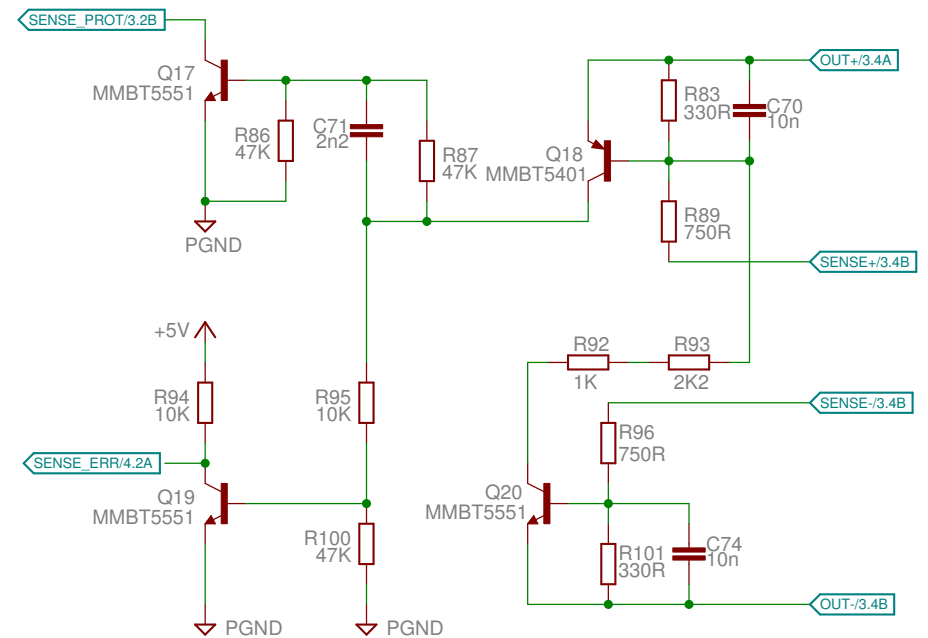 SENSE_PROT/3.2B
Q17
MMBT5551
R86
47K
C71
2n2
R87
47K
Q18
MMBT5401
R83
330R
C70
10n
OUT+/3.4A
R89
750R
SENSE+/3.4B
PGND
+5V
R94
10K
R95
10K
R92
1K
R93
2K2
SENSE-/3.4B
R96
750R
SENSE_ERR/4.2A
Q19
MMBT5551
Q20
MMBT5551
R100
47K
R101
330R
C74
10n
OUT-/3.4B
PGND
PGND